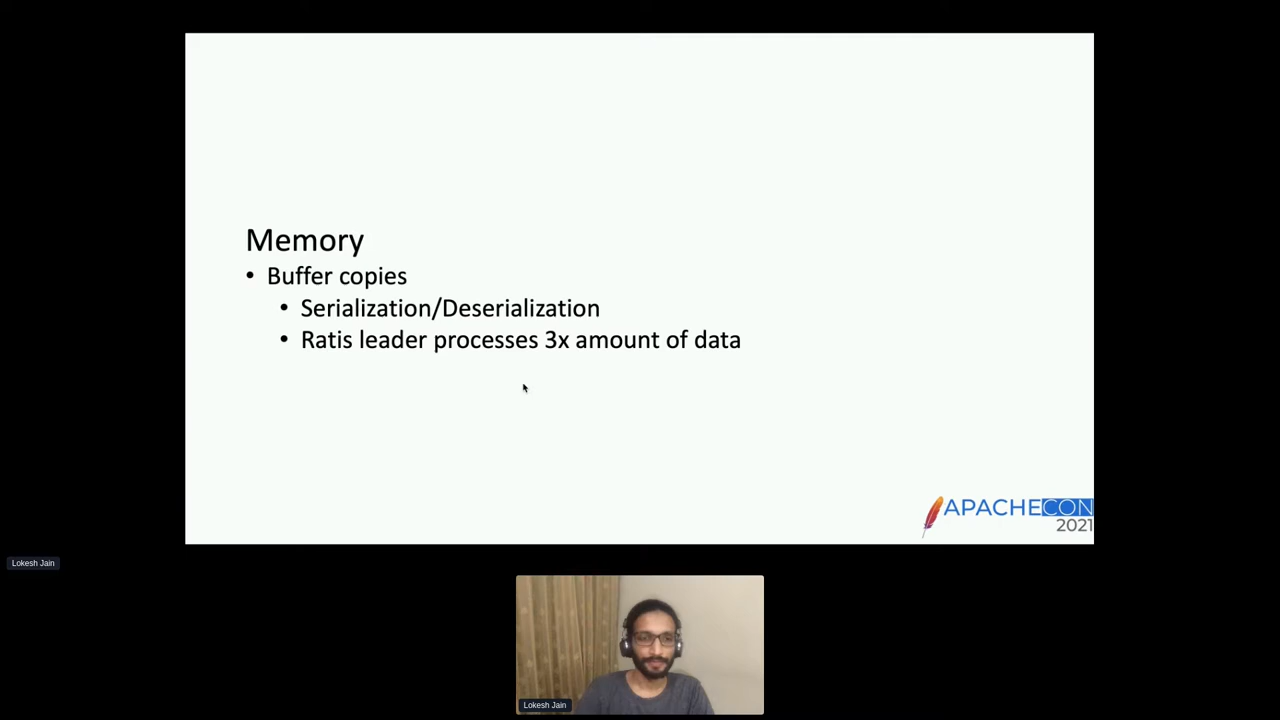 Memory
• Buffer copies
• Serialization/Deserialization
• Ratis leader processes 3x amount of data
APACHECON
2021
Lokesh Jain
Lokesh Jain